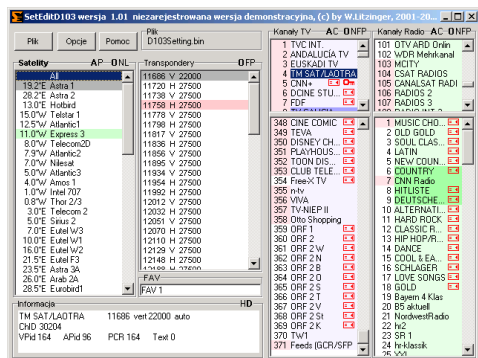 SetEditD103 wersja 1.01 niezarejestrowana wersja demonstracyjna, (c) by W.Litzinger, 2001-20...
Plik
Opcje
Pomoc
Plik
D103Setting.bin
Satelity AP ONL
All
19.2°E Astra 1
28.2°E Astra 2
13.0°E Hotbird
15.0°W Telstar 1
12.5°W Atlantic1
11.0°W Express 3
8.0°W Telecom2D
7.9°W Atlantic2
7.0°W Nilesat
5.0°W Atlantic3
4.0°W Amos 1
1.0°W Intel 707
0.8°W Thor 2/3
3.0°E Telecom 2
5.0°E Sirius 2
7.0°E Eutel W3
10.0°E Eutel W1
16.0°E Eutel W2
21.5°E Eutel F3
23.5°E Astra 3A
26.0°E Arab 2A
28.5°E Eurobird1
Transpondery OFP
11686 V 22000
11720 H 27500
11738 H 27500
11758 H 27500
11778 V 27500
11798 H 27500
11817 V 27500
11836 H 27500
11856 V 27500
11934 V 27500
11954 H 27500
11992 H 27500
12012 V 27500
12032 H 27500
12051 V 27500
12070 H 27500
12110 H 27500
12129 V 27500
12148 H 27500
12188 H 27500
FAV
FAV 1
Informacja HD
TM SAT/LAOTRA 11686 vert 22000 auto
ChID 30204
VPid 164 APid 96 PCR 164 Text 0
Kanały TV AC ONFP
1 TVC INT.
2 ANDALUCÍA TV
3 EUSKADI TV
4 TM SAT/LAOTRA
5 CNN+
6 DCINE STU...
7 FDF
348 CINE COMIC
349 TEVA
350 DISNEY CH...
351 PLAYHOUS...
352 TOON DIS...
353 CLUB TELE...
354 Free-X TV
355 n-tv
356 VIVA
357 TV-NIEP II
358 Otto Shopping
359 ORF 1
360 ORF 2
361 ORF 2 W
362 ORF 2 N
363 ORF 2 B
364 ORF 2 O
365 ORF 2 S
366 ORF 2 T
367 ORF 2 V
368 ORF 2 St
369 ORF 2 K
370 TW1
371 Feeds (GCR/SFP
Kanały Radio AC ONFP
101 OTV ARD Onlin
102 WDR Mehrkanal
103 MCITY
104 CSAT RADIOS
105 CANALSAT RADI
106 RADIOS 2
107 RADIOS 3
1 MUSIC CHO...
2 OLD GOLD
3 SOUL CLAS...
4 LATIN
5 NEW COUN...
6 COUNTRY
7 CNN Radio
8 HITLISTE
9 DEUTSCHE...
10 ALTERNATI...
11 HARD ROCK
12 CLASSIC R...
13 HIP HOP/R...
14 DANCE
15 COOL & EA...
16 SCHLAGER
17 LOVE SONGS
18 GOLD
19 Bayern 4 Klas
20 B5 aktuell
21 NordwestRadio
22 hr2
23 SR 1
24 hr-klassik
25 XXL